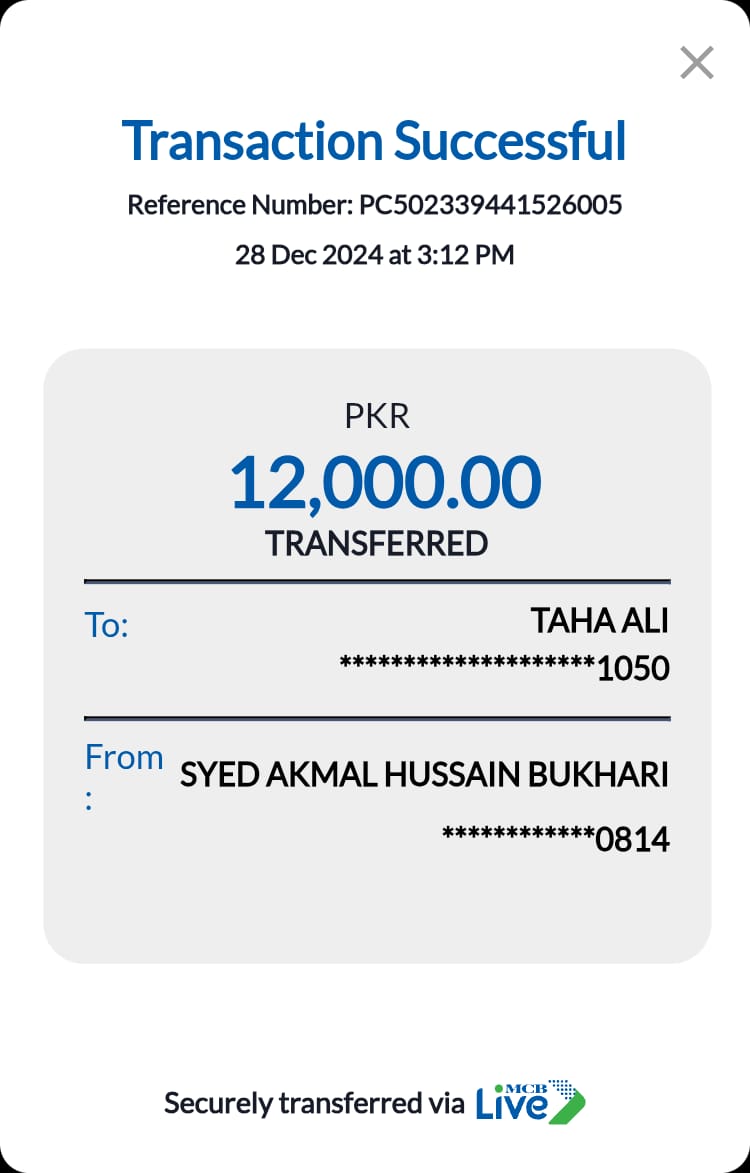 Transaction Successful
Reference Number: PC502339441526005
28 Dec 2024 at 3:12 PM
PKR
12,000.00
TRANSFERRED
To:
TAHA ALI
********************1050
From
:
SYED AKMAL HUSSAIN BUKHARI
************0814
Securely transferred via MCB Live